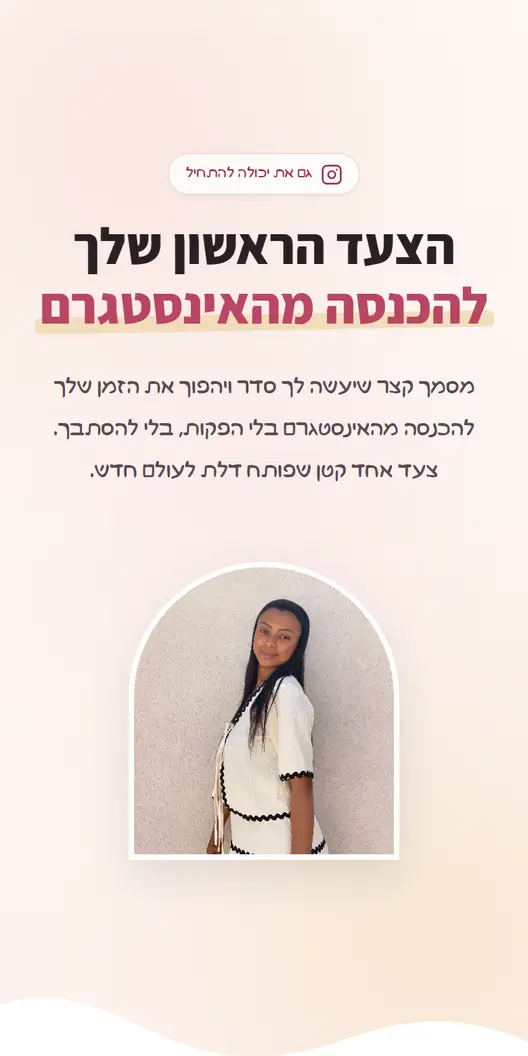 גם את יכולה להתחיל
הצעד הראשון שלך
להכנסה מהאינסטגרם
מסמך קצר שיעשה לך סדר ויהפוך את הזמן שלך
להכנסה מהאינסטגרם בלי הפקות, בלי להסתבך.
צעד אחד קטן שפותח דלת לעולם חדש.